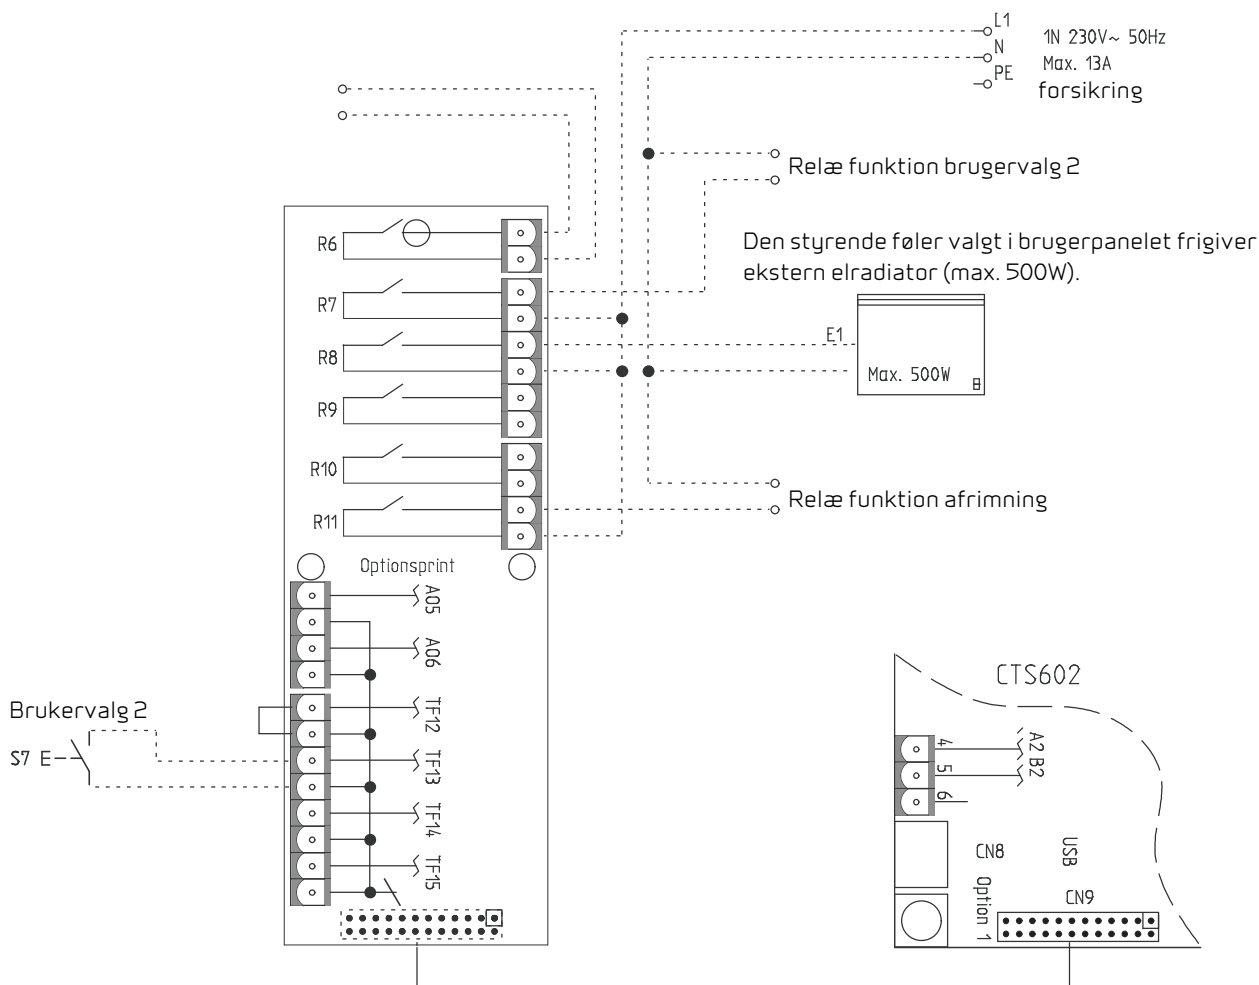 L1
1N 230V~ 50Hz
N
Max. 13A
PE
forsikring
Relæ funktion brugervalg 2
Den styrende føler valgt i brugerpanelet frigiver
ekstern elradiator (max. 500W).
R6
R7
R8
R9
R10
R11
E1
Max. 500W
Relæ funktion afrimning
Optionsprint
A05
A06
TF12
TF13
TF14
TF15
Brukervalg 2
S7 E
CTS602
4
5
6
A2
B2
CN8
USB
Option 1
CN9